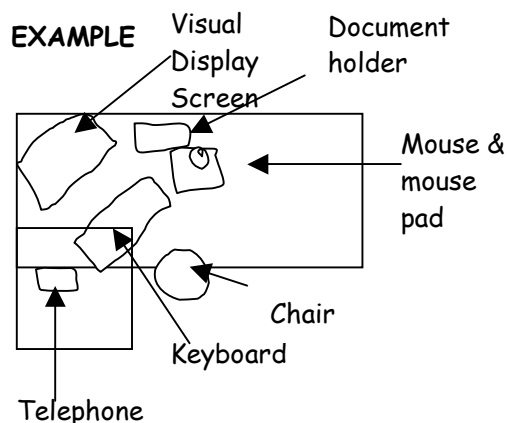 EXAMPLE
Visual
Display
Screen
Document
holder
Mouse &
mouse
pad
Chair
Keyboard
Telephone